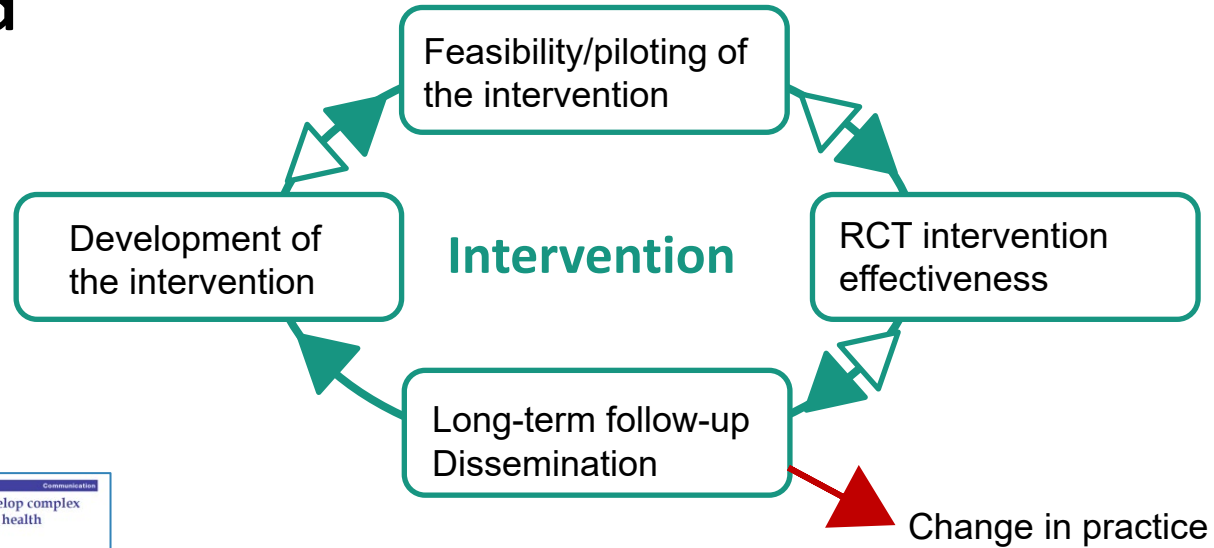 Feasibility/piloting of
the intervention
Development of
the intervention
Intervention
RCT intervention
effectiveness
Long-term follow-up
Dissemination
Change in practice
Communication
elop complex
health